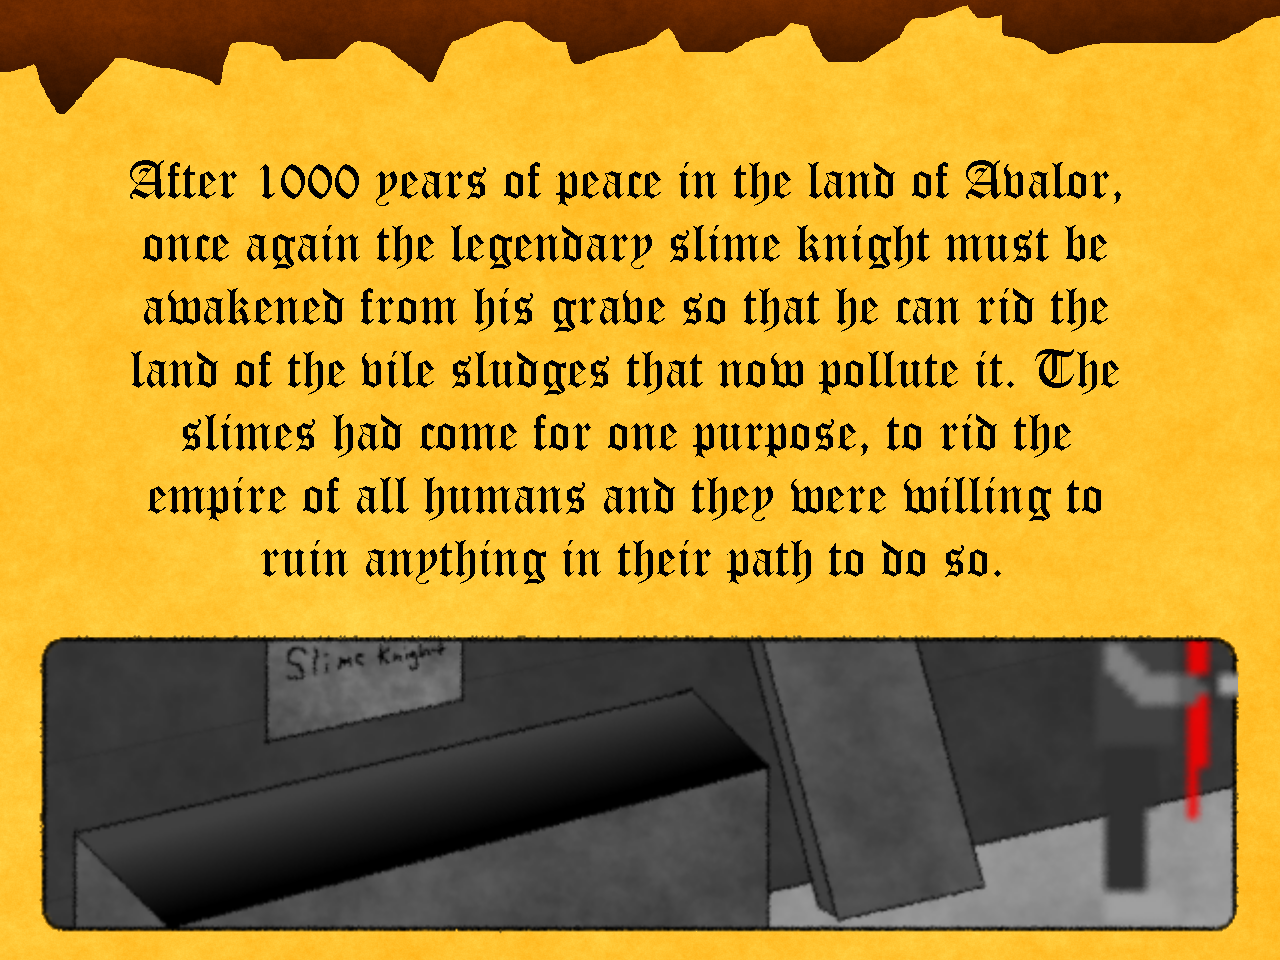 After 1000 years of peace in the land of Avalor,
once again the legendary slime knight must be
awakened from his grave so that he can rid the
land of the vile sludges that now pollute it. The
slimes had come for one purpose, to rid the
empire of all humans and they were willing to
ruin anything in their path to do so.
Slime Knight